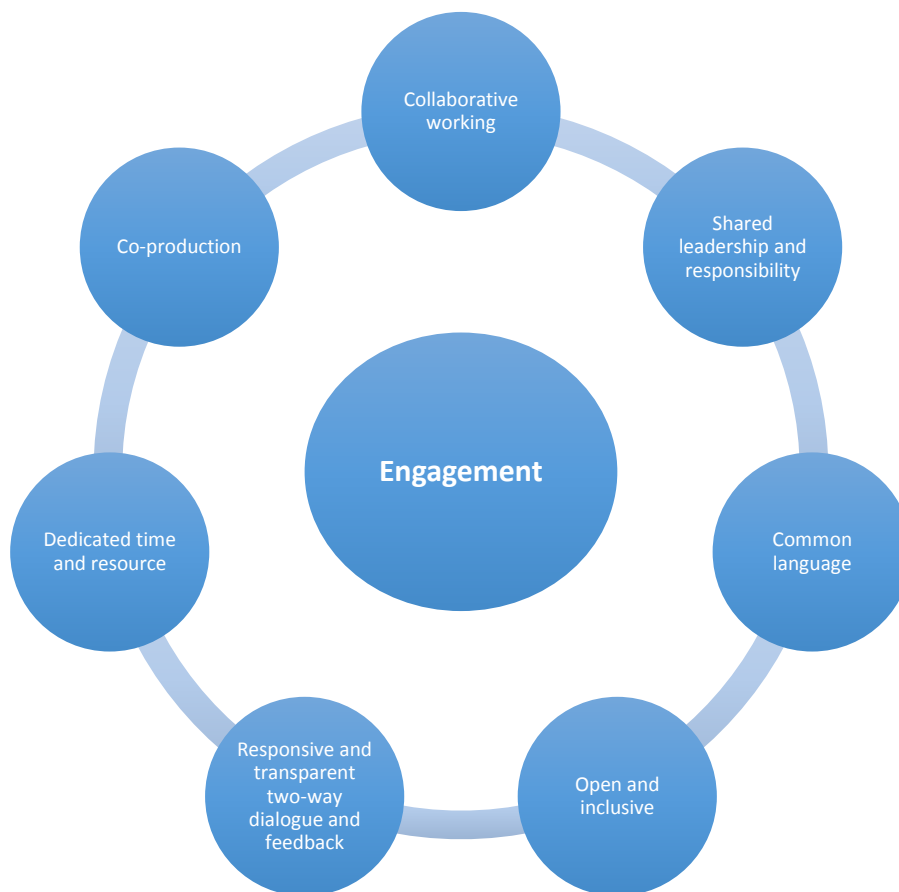 Collaborative
working
Shared
leadership and
responsibility
Common
language
Open and
inclusive
Responsive and
transparent
two-way
dialogue and
feedback
Dedicated time
and resource
Co-production
Engagement